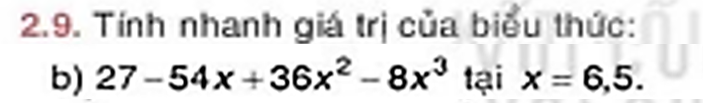 2.9. Tính nhanh giá trị của biểu thức:
b) 27 – 54x + 36x² – 8x³ tại x = 6,5.